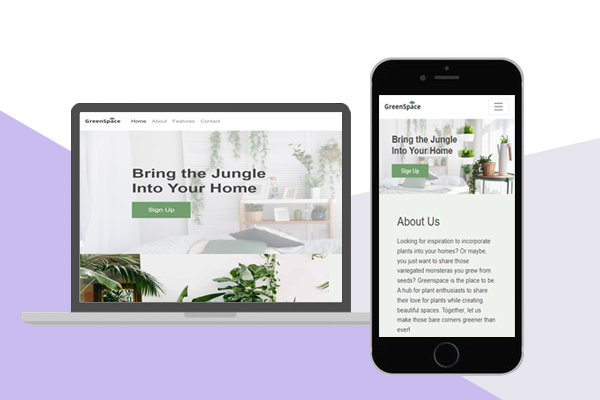 GreenSpace
Home About Features Contact
Bring the Jungle
Into Your Home
Sign Up
GreenSpace
Bring the Jungle
Into Your Home
Sign Up
About Us
Looking for inspiration to incorporate
plants into your homes? Or maybe,
you just want to share those
variegated monsteras you grew from
seeds? Greenspace is the place to be.
A hub for plant enthusiasts to share
their love for plants while creating
beautiful spaces. Together, let us
make those bare corners greener than
ever!